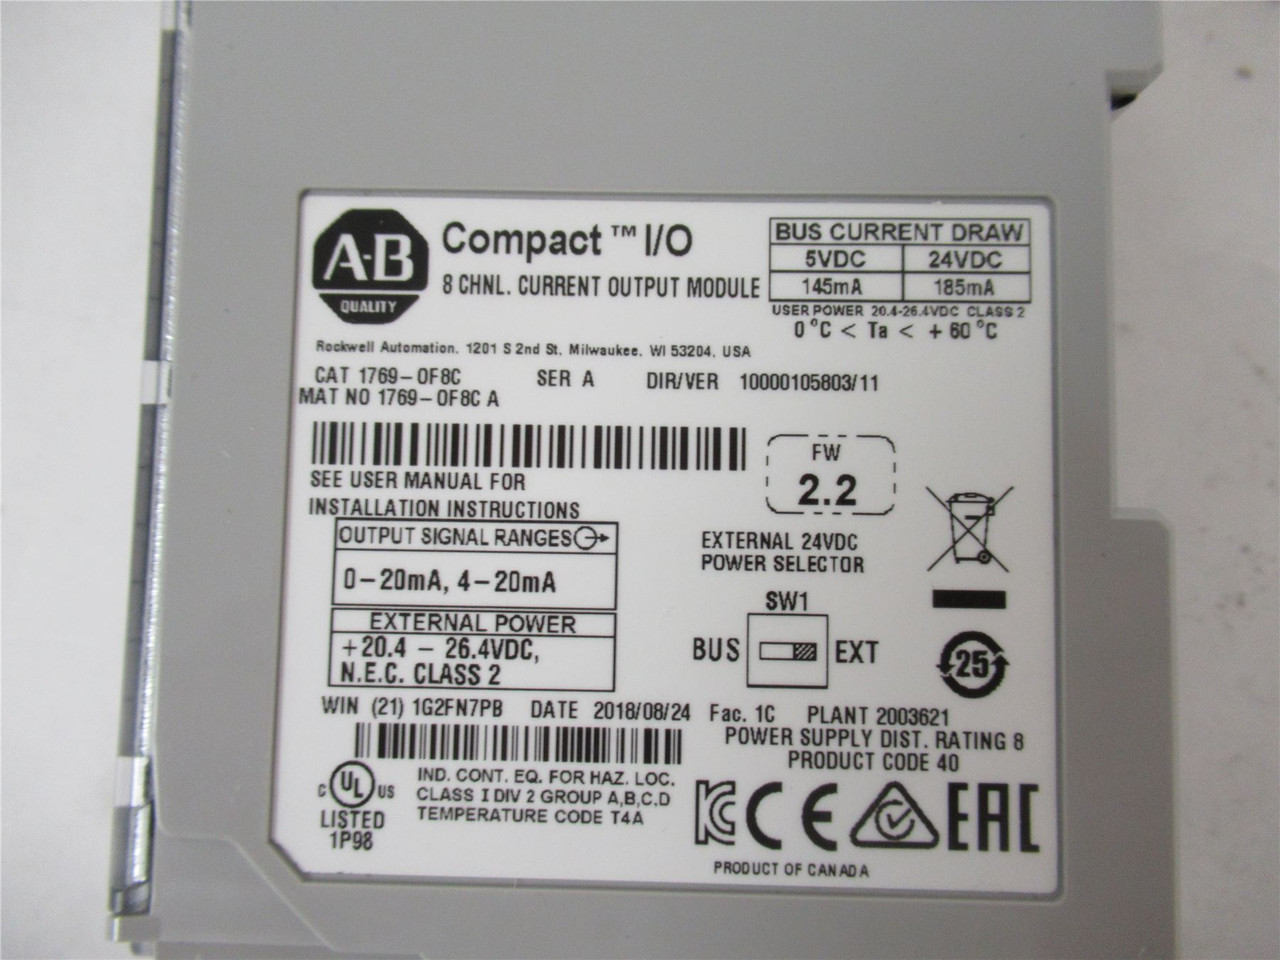 A-B
QUALITY
Compact ™ I/O
8 CHNL. CURRENT OUTPUT MODULE
BUS CURRENT DRAW
5VDC 24VDC
145mA 185mA
USER POWER 20.4-26.4VDC CLASS 2
0 °C < Ta < + 60 °C
Rockwell Automation, 1201 S 2nd St, Milwaukee, WI 53204, USA
CAT 1769-OF8C SER A DIR/VER 10000105803/11
MAT NO 1769-OF8C A
SEE USER MANUAL FOR
INSTALLATION INSTRUCTIONS
FW
2.2
OUTPUT SIGNAL RANGES
0-20mA, 4-20mA
EXTERNAL POWER
+20.4 - 26.4VDC,
N.E.C. CLASS 2
EXTERNAL 24VDC
POWER SELECTOR
SW1
BUS EXT
25
WIN (21) 1G2FN7PB DATE 2018/08/24 Fac. 1C PLANT 2003621
POWER SUPPLY DIST. RATING 8
PRODUCT CODE 40
C UL US
LISTED
1P98
IND. CONT. EQ. FOR HAZ. LOC.
CLASS I DIV 2 GROUP A,B,C,D
TEMPERATURE CODE T4A
KC CE EAC
PRODUCT OF CANADA